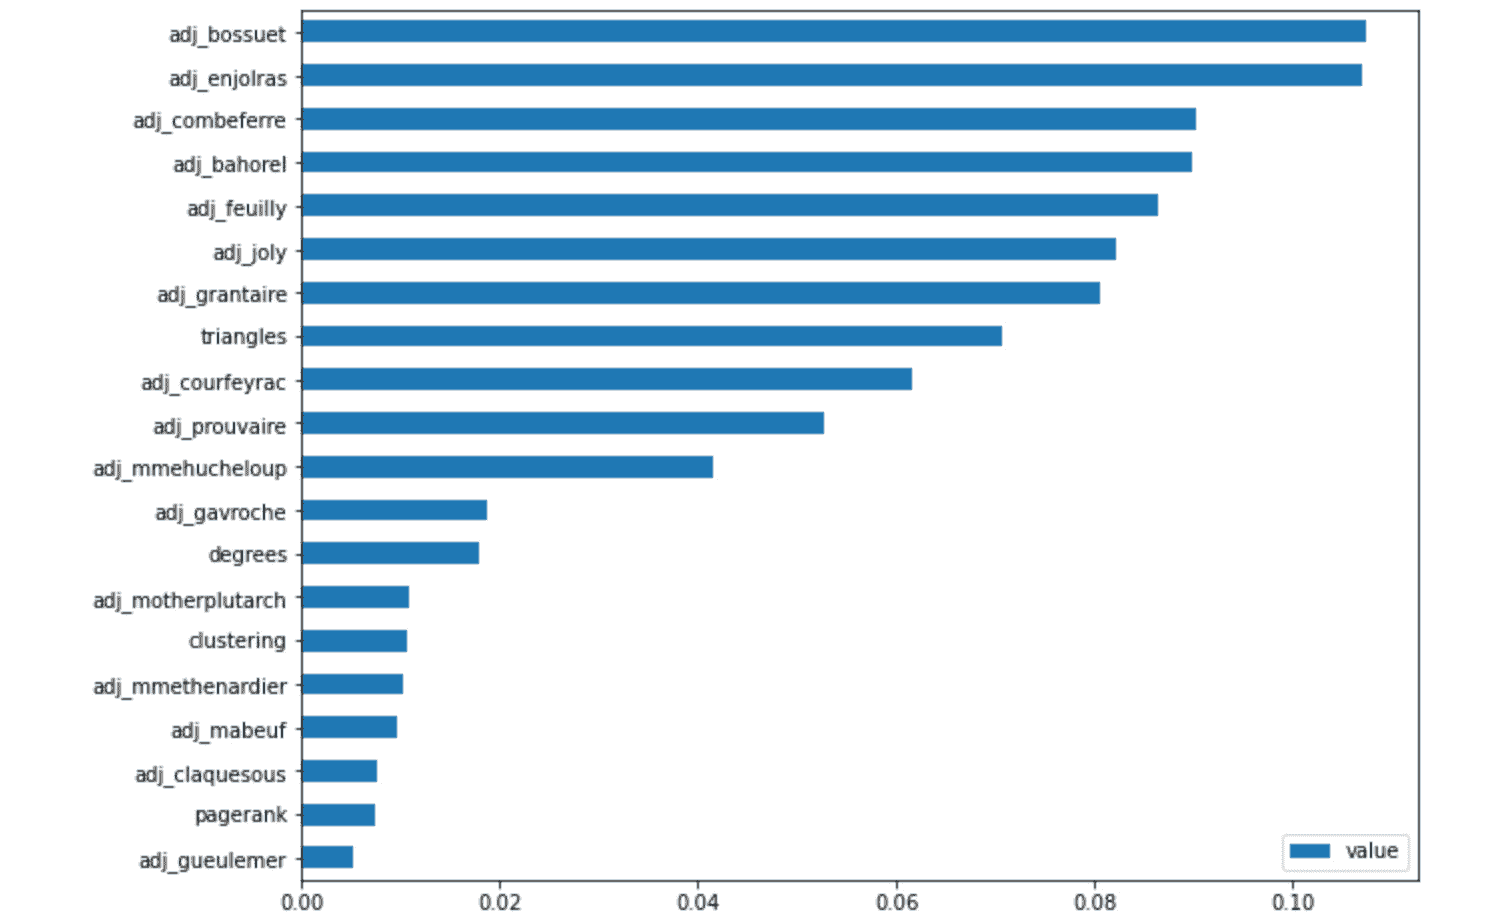 adj_bossuet
adj_enjolras
adj_combeferre
adj_bahorel
adj_feuilly
adj_joly
adj_grantaire
triangles
adj_courfeyrac
adj_prouvaire
adj_mmehucheloup
adj_gavroche
degrees
adj_motherplutarch
clustering
adj_mmethenardier
adj_mabeuf
adj_claquesous
pagerank
adj_gueulemer
value
0.00 0.02 0.04 0.06 0.08 0.10